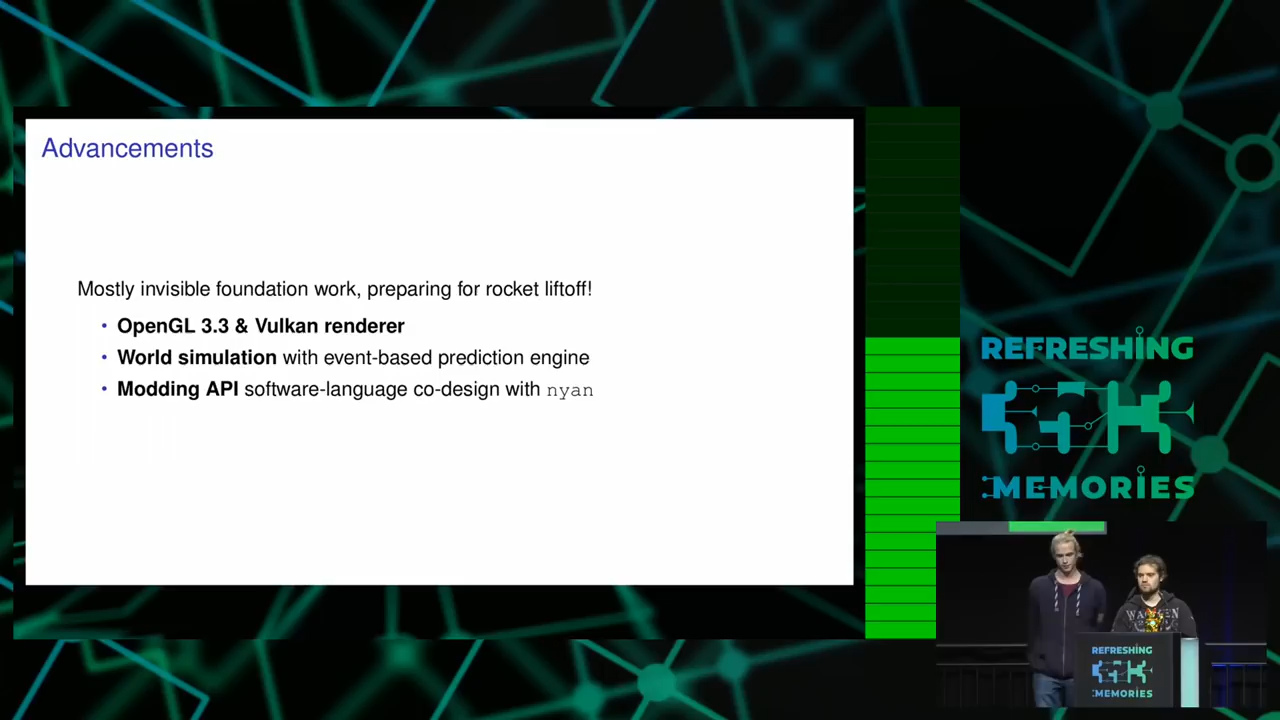 Advancements
Mostly invisible foundation work, preparing for rocket liftoff!
• OpenGL 3.3 & Vulkan renderer
• World simulation with event-based prediction engine
• Modding API software-language co-design with nyan
REFRESHING
MEMORIES
WACKEN
REFRESHING
MEMORIES